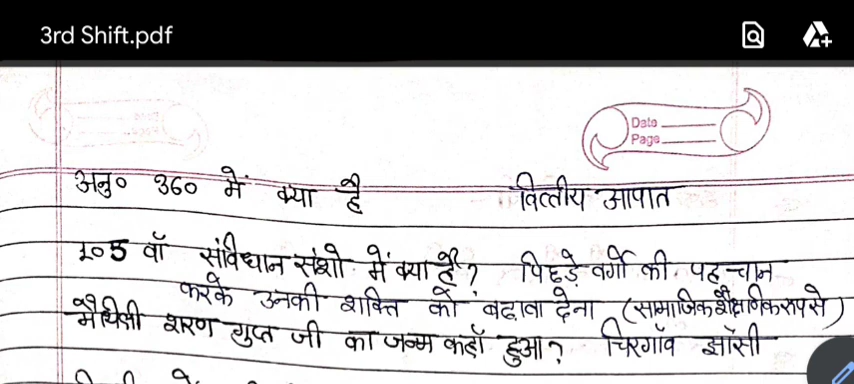 3rd Shift.pdf
Date
Page
अनु० 360 में क्या है वित्तीय आपात
105 वाँ संविधान संशो. में क्या है? पिछड़े वर्गो की पहचान
करके उनकी शक्ति को बढ़ावा देना (सामाजिक शैक्षणिक रूप से)
मैथिली शरण गुप्त जी का जन्म कहाँ हुआ? चिरगाँव झाँसी